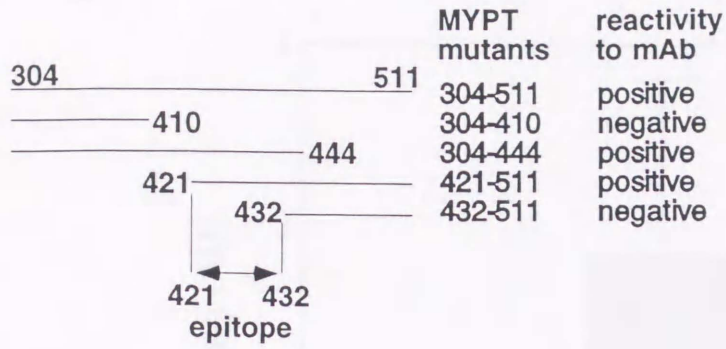 MYPT reactivity
mutants to mAb
304 511
304-511 positive
410 304-410 negative
444 304-444 positive
421 421-511 positive
432 432-511 negative
421 432
epitope